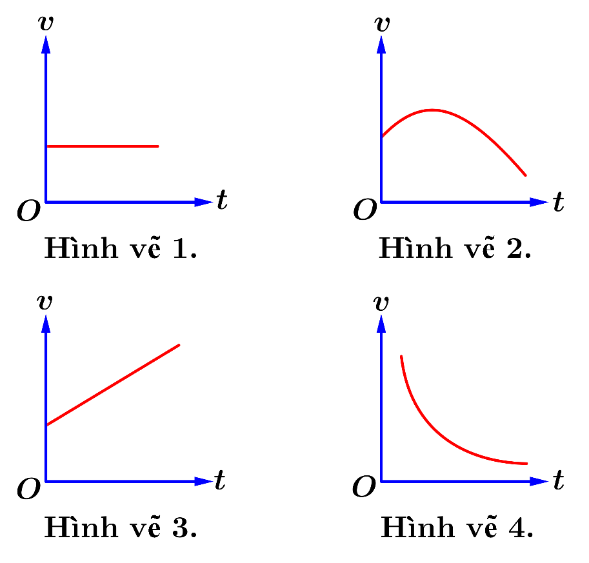 v
v
O
t
O
t
Hình vẽ 1.
Hình vẽ 2.
v
v
O
t
O
t
Hình vẽ 3.
Hình vẽ 4.